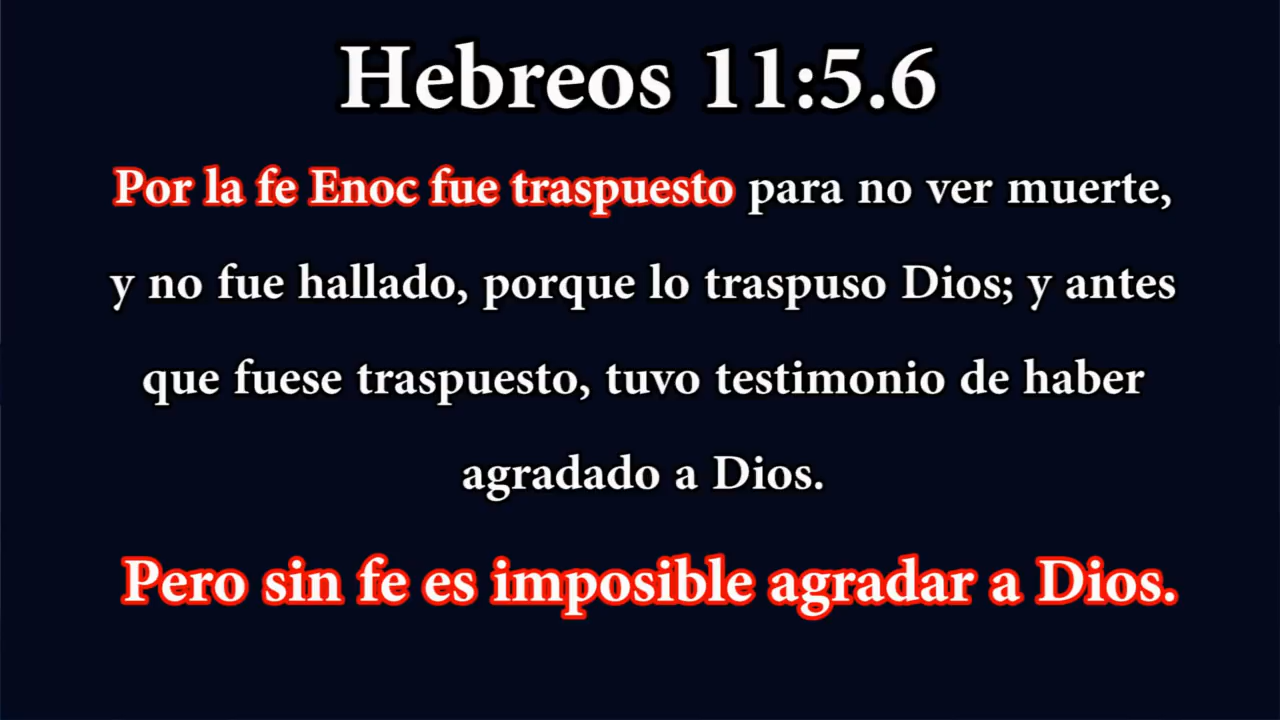 Hebreos 11:5.6
Por la fe Enoc fue traspuesto para no ver muerte,
y no fue hallado, porque lo traspuso Dios; y antes
que fuese traspuesto, tuvo testimonio de haber
agradado a Dios.
Pero sin fe es imposible agradar a Dios.